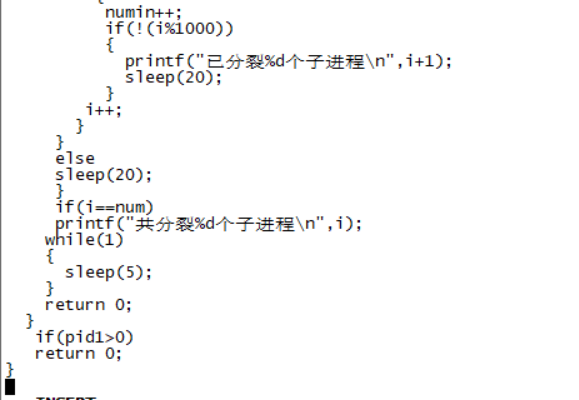 {
numin++;
if(!(i%1000))
{
printf("已分裂%d个子进程\n",i+1);
sleep(20);
}
i++;
}
}
else
sleep(20);
}
if(i==num)
printf("共分裂%d个子进程\n",i);
while(1)
{
sleep(5);
}
return 0;
}
if(pid1>0)
return 0;
}
INSERT